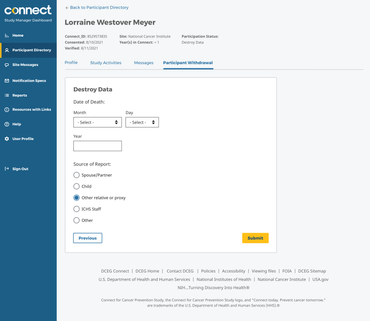 connect
Study Manager Dashboard
Home
Participant Directory
Site Messages
Notification Specs
Reports
Resources with Links
Help
User Profile
Sign Out
← Back to Participant Directory
Lorraine Westover Meyer
Connect_ID: 8029573835 Site: National Cancer Institute Participation Status:
Consented: 8/10/2021 Year(s) in Connect: < 1 Destroy Data
Verified: 8/11/2021
Profile Study Activities Messages Participant Withdrawal
Destroy Data
Date of Death:
Month Day
- Select - - Select -
Year
Source of Report:
Spouse/Partner
Child
Other relative or proxy
ICHS Staff
Other
Previous Submit
DCEG Connect | DCEG Home | Contact DCEG | Policies | Accessibility | Viewing files | FOIA | DCEG Sitemap
U.S. Department of Health and Human Services | National Institutes of Health | National Cancer Institute | USA.gov
NIH...Turning Discovery Into Health®
Connect for Cancer Prevention Study, the Connect for Cancer Prevention Study logo, and "Connect today. Prevent cancer tomorrow."
are trademarks of the U.S. Department of Health and Human Services (HHS).®